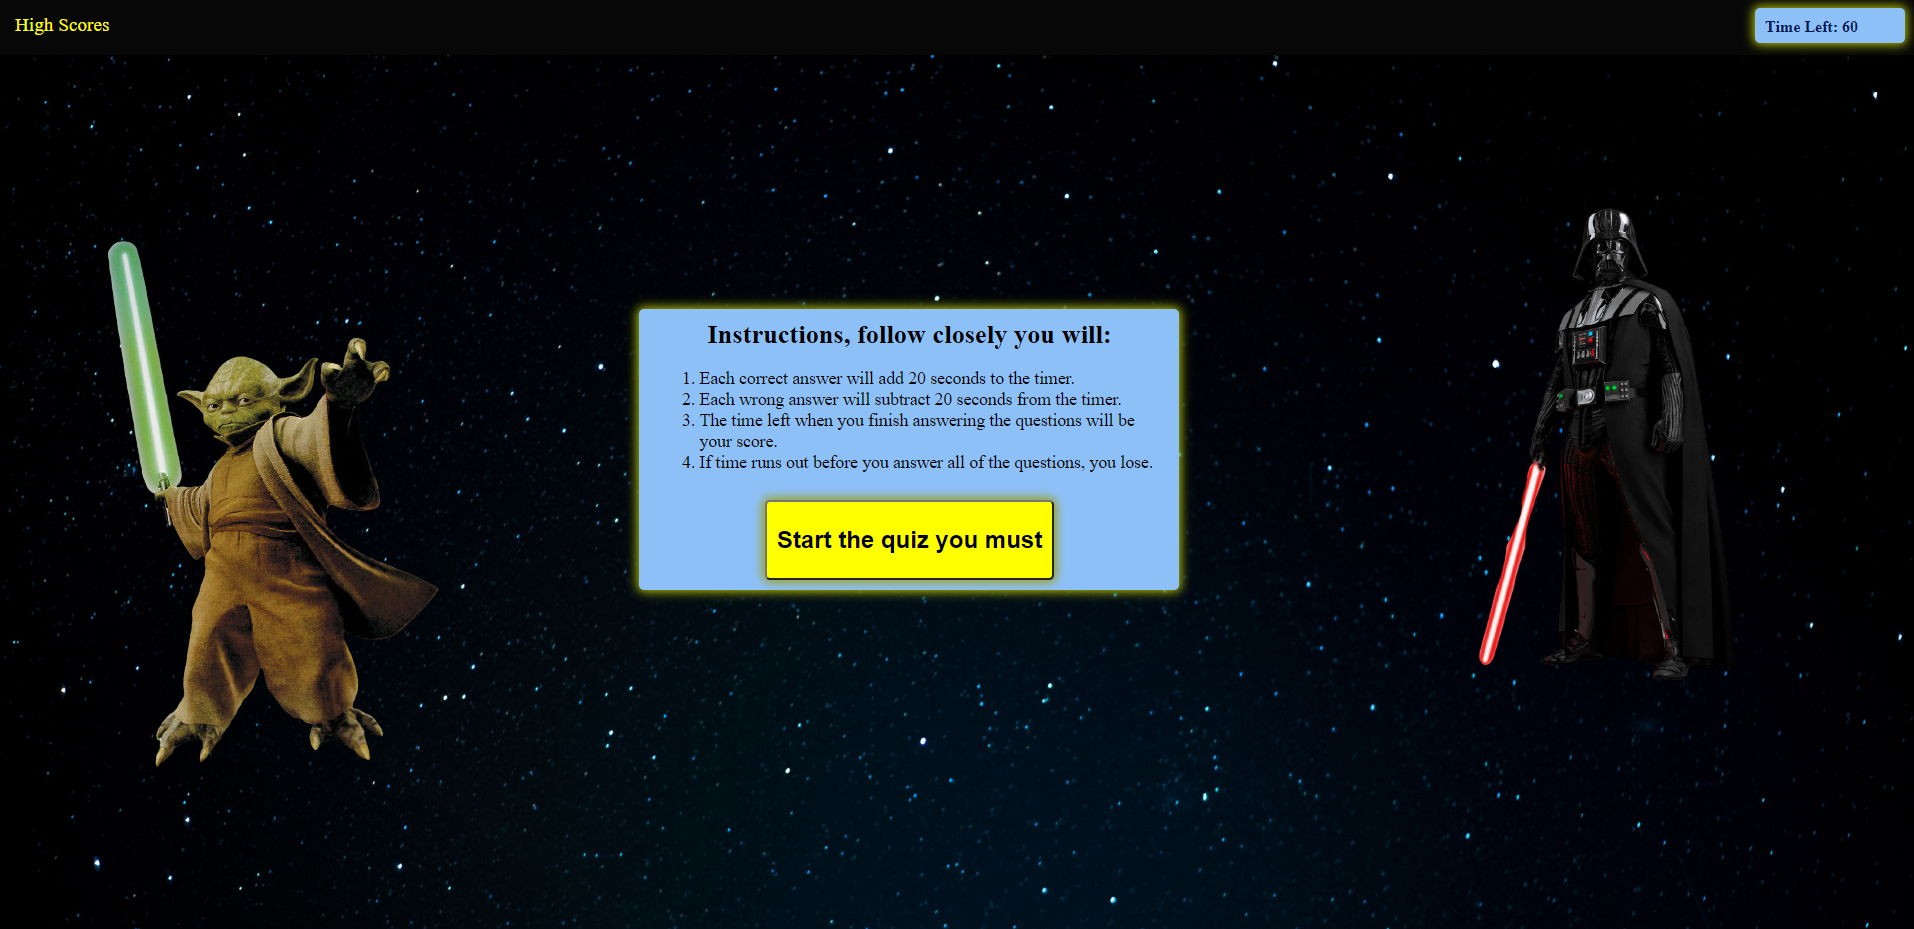 High Scores
Time Left: 60
Instructions, follow closely you will:
1. Each correct answer will add 20 seconds to the timer.
2. Each wrong answer will subtract 20 seconds from the timer.
3. The time left when you finish answering the questions will be
your score.
4. If time runs out before you answer all of the questions, you lose.
Start the quiz you must